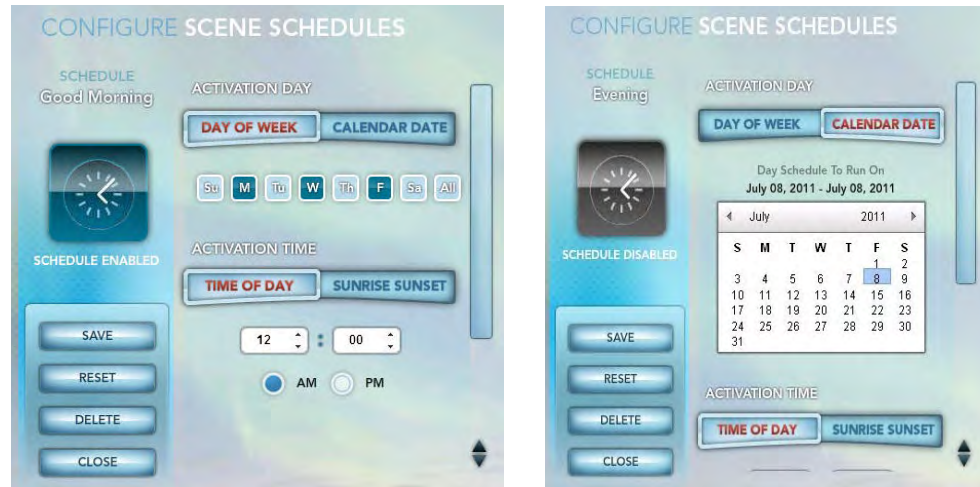 CONFIGURE SCENE SCHEDULES
SCHEDULE
Good Morning
SCHEDULE ENABLED
SAVE
RESET
DELETE
CLOSE
ACTIVATION DAY
DAY OF WEEK CALENDAR DATE
Su M Tu W Th F Sa All
ACTIVATION TIME
TIME OF DAY SUNRISE SUNSET
12 : 00
AM PM
CONFIGURE SCENE SCHEDULES
SCHEDULE
Evening
SCHEDULE DISABLED
SAVE
RESET
DELETE
CLOSE
ACTIVATION DAY
DAY OF WEEK CALENDAR DATE
Day Schedule To Run On
July 08, 2011 - July 08, 2011
July 2011
S M T W T F S
1 2
3 4 5 6 7 8 9
10 11 12 13 14 15 16
17 18 19 20 21 22 23
24 25 26 27 28 29 30
31
ACTIVATION TIME
TIME OF DAY SUNRISE SUNSET